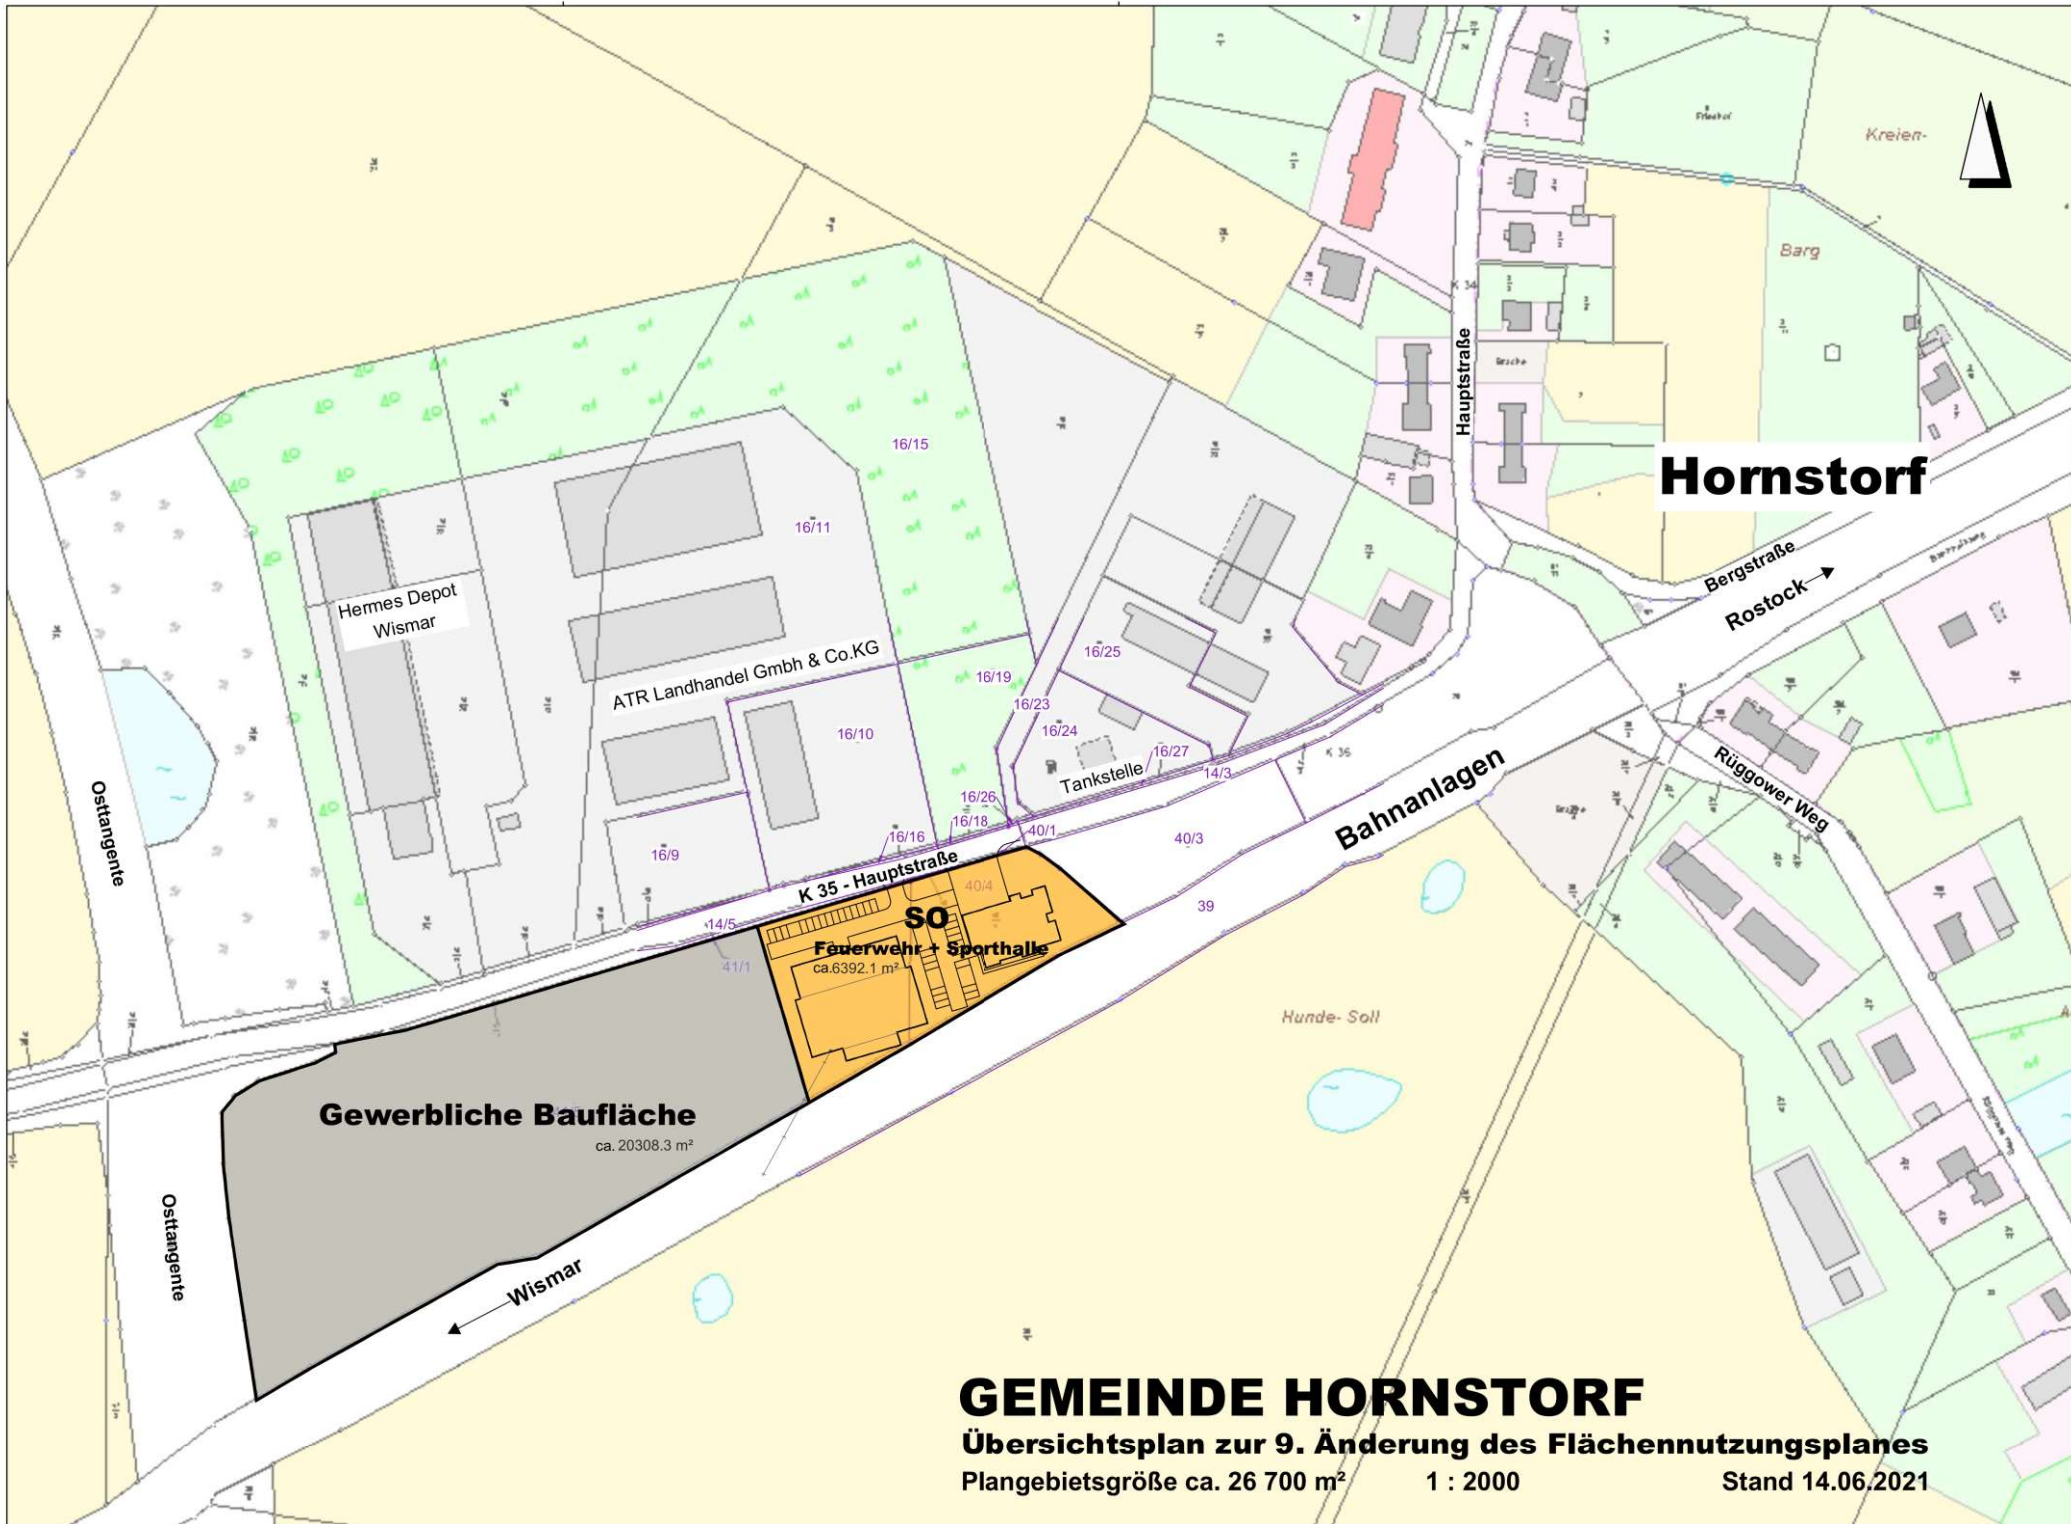 Friedhof
Kreien-
Barg
K 34
Hauptstraße
Brache
Hornstorf
16/15
16/11
Hermes Depot
Wismar
ATR Landhandel Gmbh & Co.KG
Bergstraße
Rostock
16/25
16/19
16/23
16/24
16/10
16/27
Tankstelle
14/3
K 35
Bahnanlagen
Rüggower Weg
Osttangente
16/26
16/18
40/1
16/16
40/3
16/9
K 35 - Hauptstraße
40/4
39
14/5
41/1
SO
Feuerwehr + Sporthalle
ca.6392.1 m²
Hunde- Soll
Gewerbliche Baufläche
ca. 20308.3 m²
Osttangente
Wismar
GEMEINDE HORNSTORF
Übersichtsplan zur 9. Änderung des Flächennutzungsplanes
Plangebietsgröße ca. 26 700 m² 1 : 2000 Stand 14.06.2021